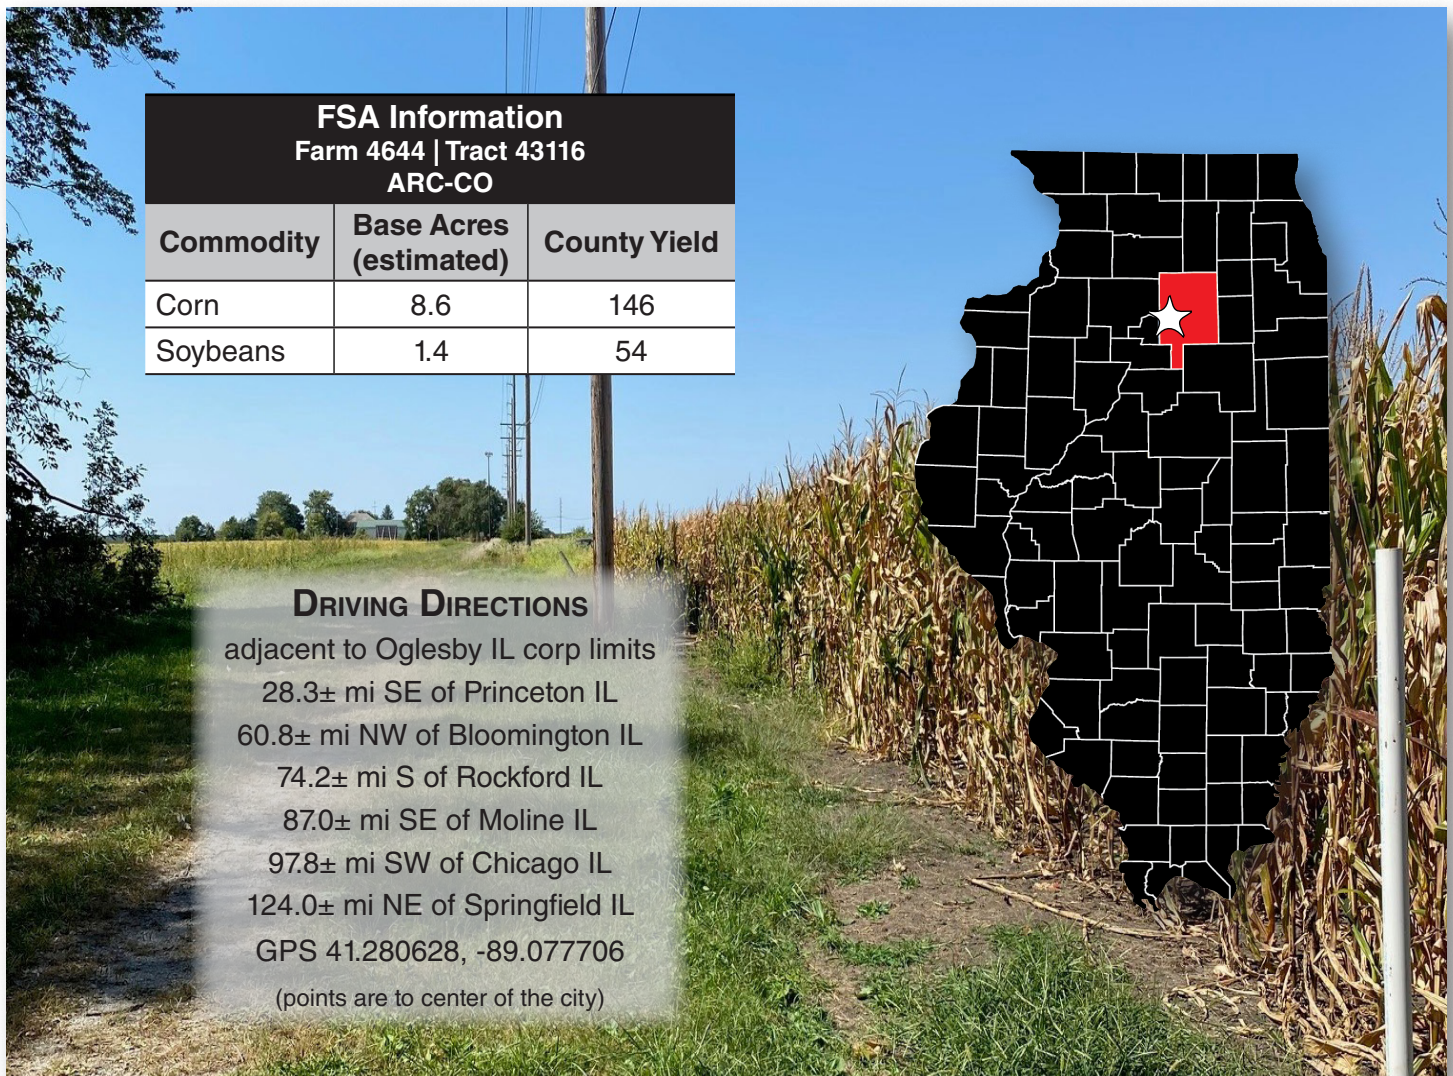 FSA Information
Farm 4644 | Tract 43116
ARC-CO
Commodity
Base Acres
(estimated)
County Yield
Corn 8.6 146
Soybeans 1.4 54
DRIVING DIRECTIONS
adjacent to Oglesby IL corp limits
28.3± mi SE of Princeton IL
60.8± mi NW of Bloomington IL
74.2± mi S of Rockford IL
87.0± mi SE of Moline IL
97.8± mi SW of Chicago IL
124.0± mi NE of Springfield IL
GPS 41.280628, -89.077706
(points are to center of the city)